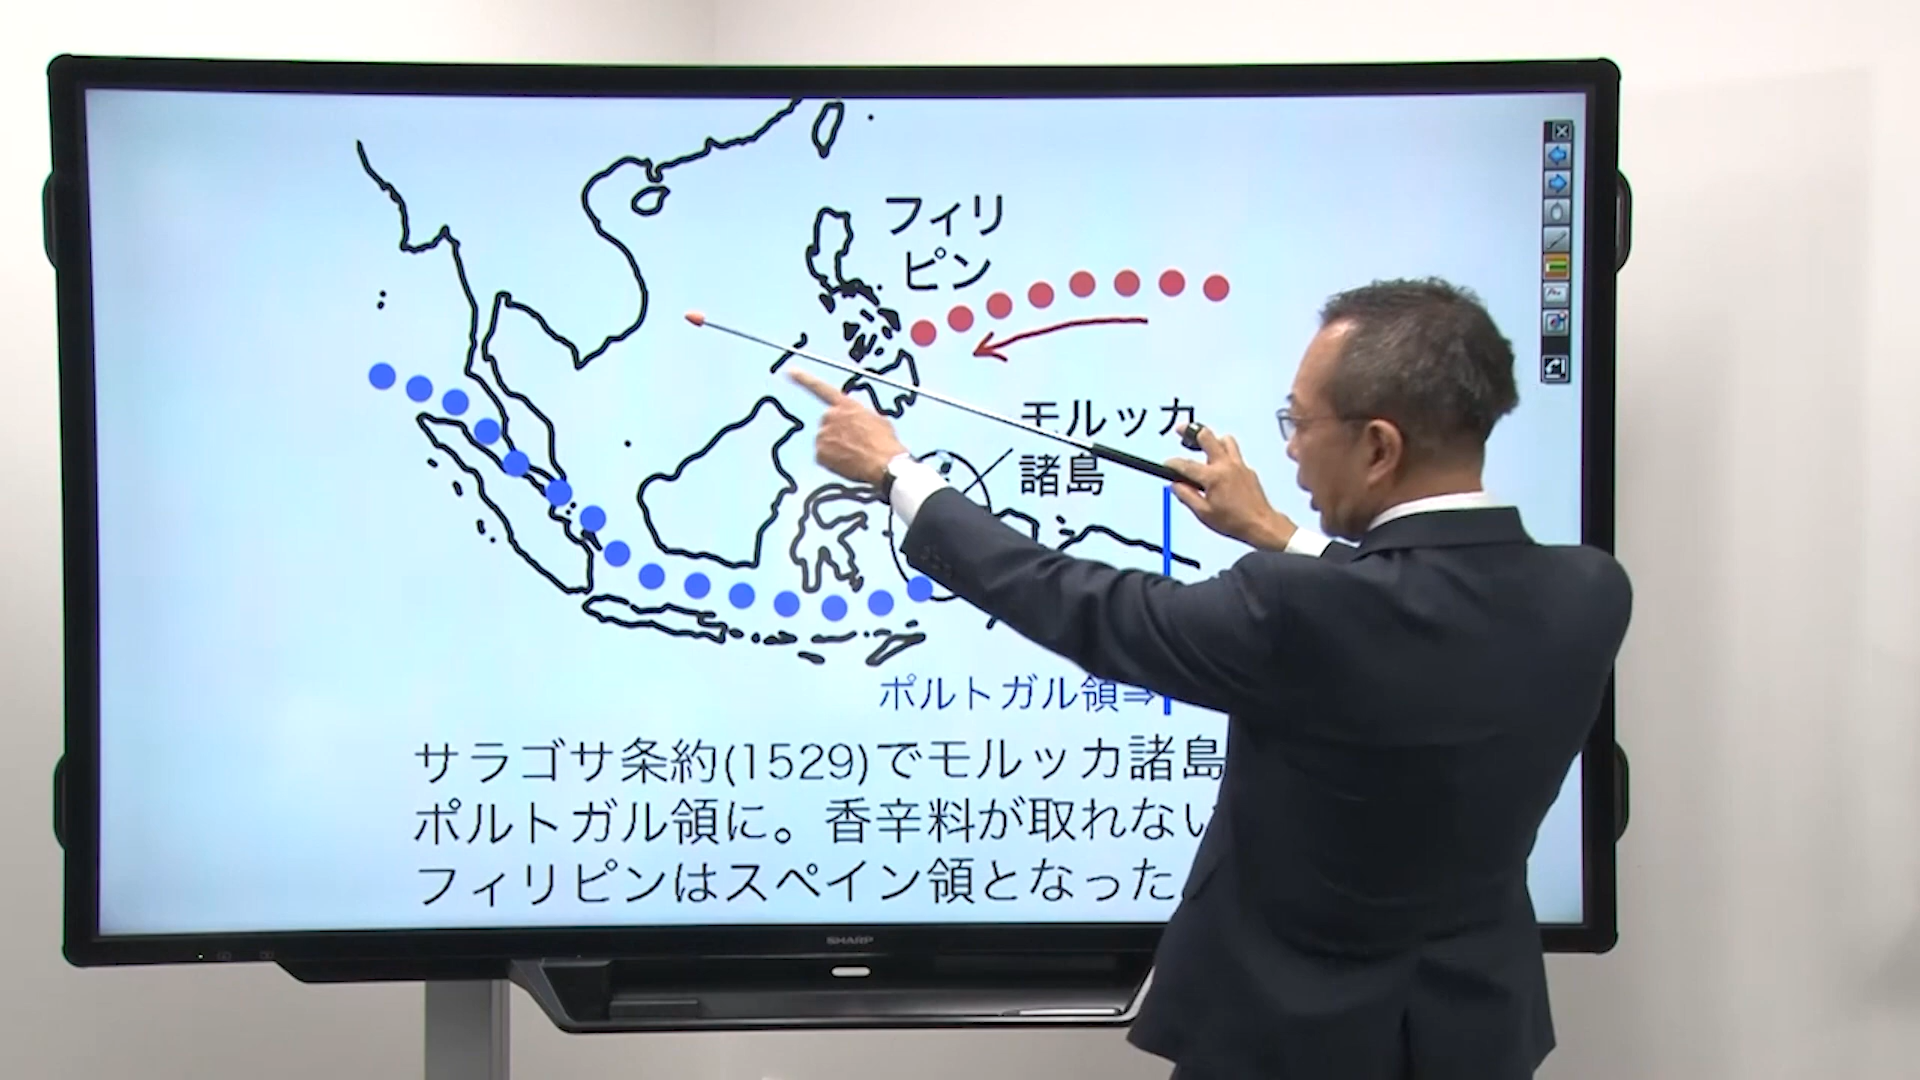 フィリ
ピン
モルッカ
諸島
ポルトガル領⇒
サラゴサ条約(1529)でモルッカ諸島
ポルトガル領に。香辛料が取れない
フィリピンはスペイン領となった。
SHARP